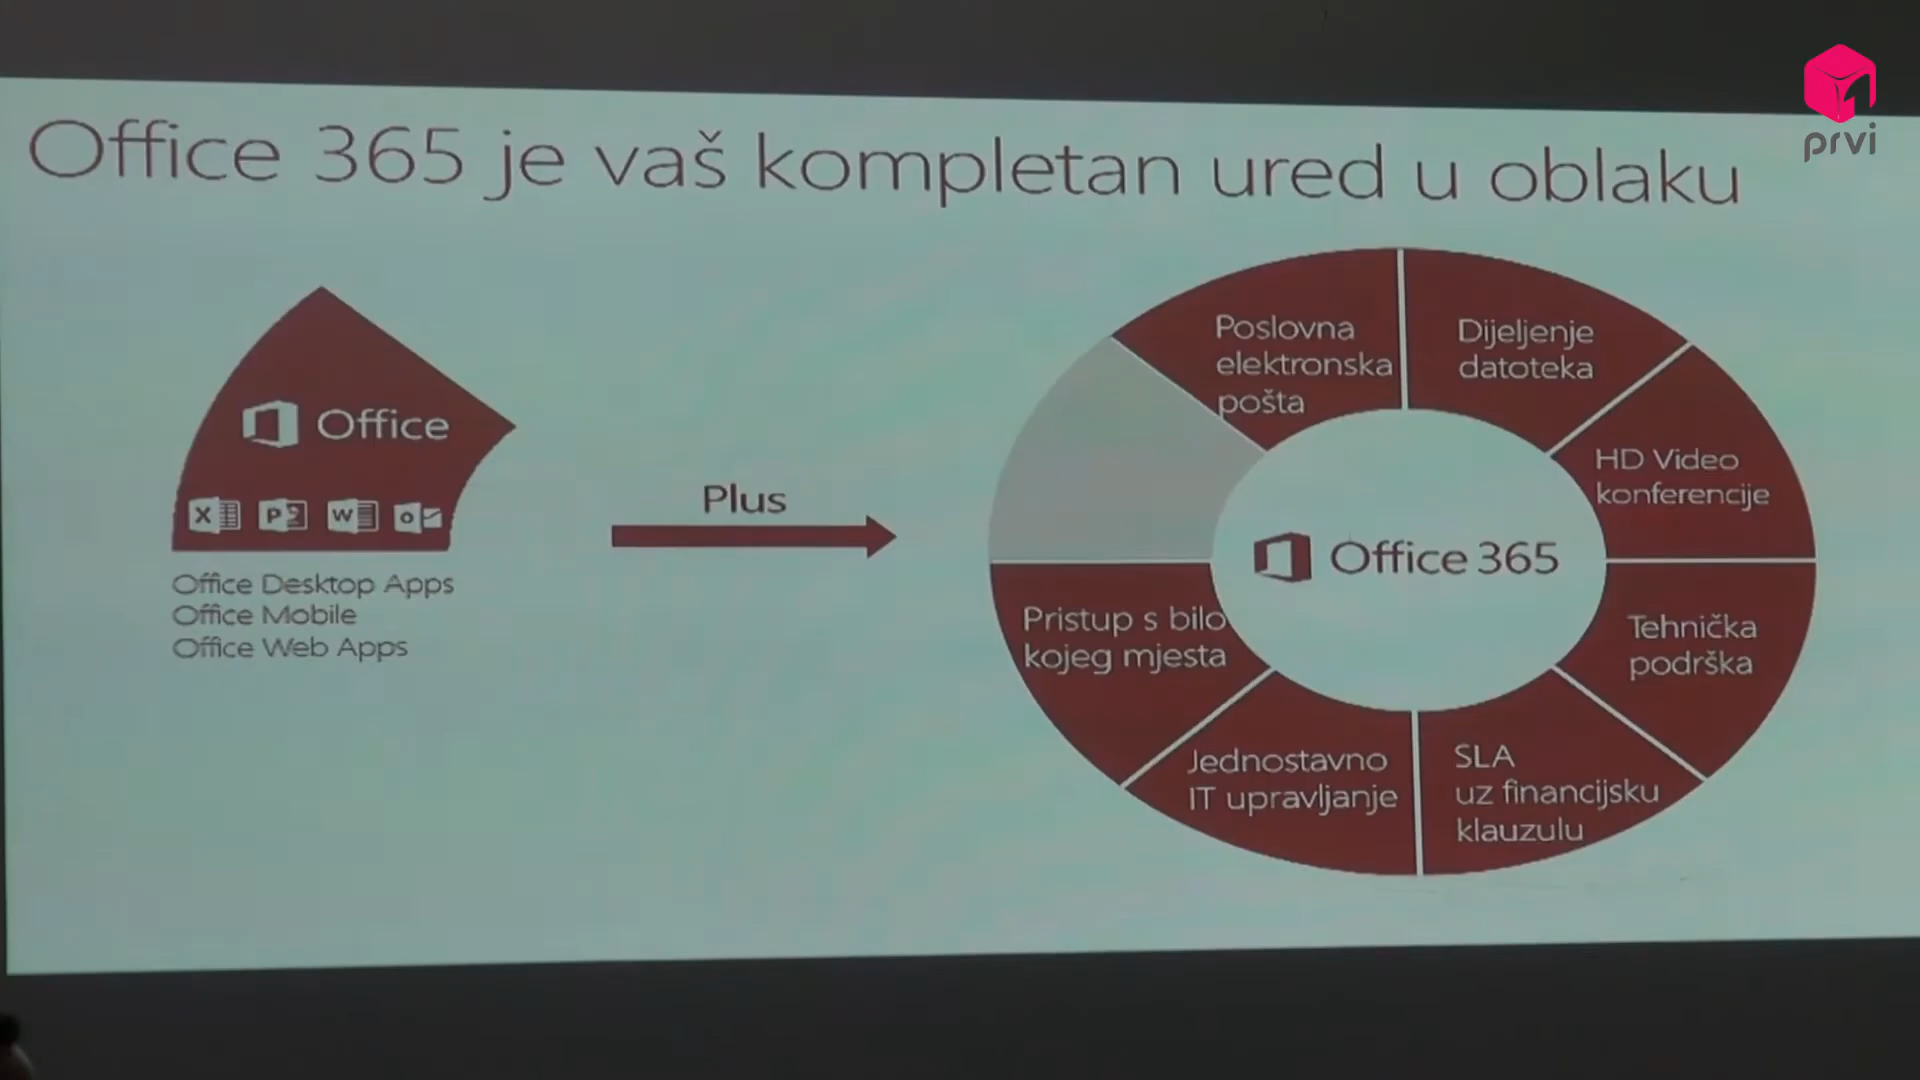 prvi
Office 365 je vaš kompletan ured u oblaku
Office
X P W O
Office Desktop Apps
Office Mobile
Office Web Apps
Plus
Poslovna
elektronska
pošta
Dijeljenje
datoteka
HD Video
konferencije
Tehnička
podrška
SLA
uz financijsku
klauzulu
Jednostavno
IT upravljanje
Pristup s bilo
kojeg mjesta
Office 365